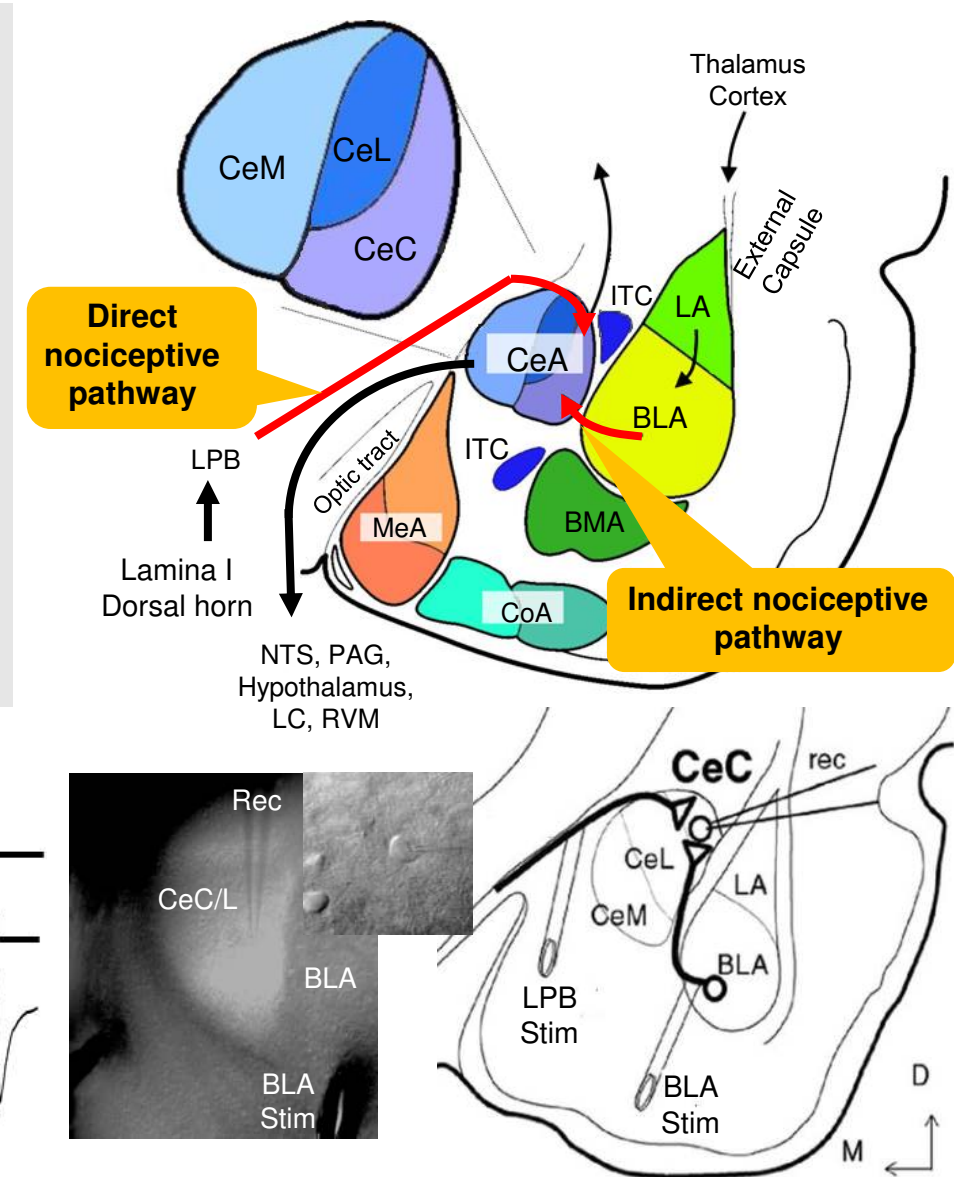 Thalamus
Cortex
CeM
CeL
CeC
External
Capsule
Direct
nociceptive
pathway
ITC
LA
CeA
BLA
LPB
Optic tract
ITC
MeA
BMA
Lamina I
Dorsal horn
CoA
Indirect nociceptive
pathway
NTS, PAG,
Hypothalamus,
LC, RVM
Rec
CeC/L
BLA
BLA
Stim
CeC
rec
CeL
LA
CeM
BLA
LPB
Stim
BLA
Stim
D
M